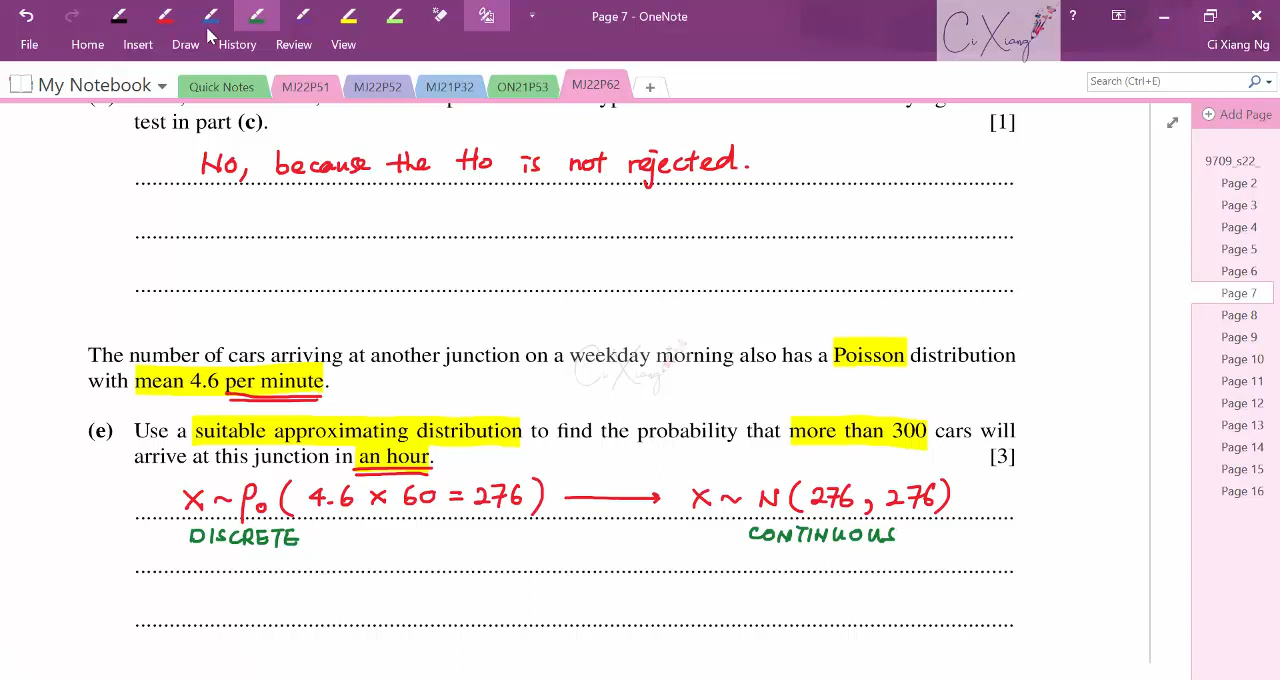 Page 7 - OneNote
Ci Xiang
?
File Home Insert Draw History Review View
Ci Xiang Ng
My Notebook
Quick Notes
MJ22P51
MJ22P52
MJ21P32
ON21P53
MJ22P62
Search (Ctrl+E)
Add Page
test in part (c). [1]
No, because the Ho is not rejected.
The number of cars arriving at another junction on a weekday morning also has a Poisson distribution
with mean 4.6 per minute.
Ci Xiang
(e) Use a suitable approximating distribution to find the probability that more than 300 cars will
arrive at this junction in an hour. [3]
X ~ Po ( 4.6 × 60 = 276 ) → X ~ N (276, 276)
DISCRETE CONTINUOUS
9709_s22_
Page 2
Page 3
Page 4
Page 5
Page 6
Page 7
Page 8
Page 9
Page 10
Page 11
Page 12
Page 13
Page 14
Page 15
Page 16